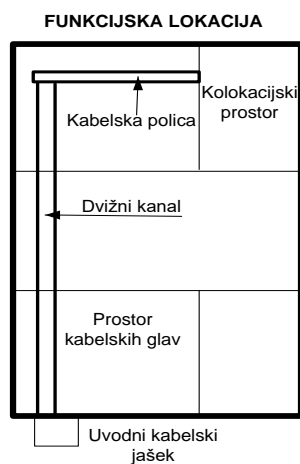 FUNKCIJSKA LOKACIJA
Kolokacijski
prostor
Kabelska polica
Dvižni kanal
Prostor
kabelskih glav
Uvodni kabelski
jašek